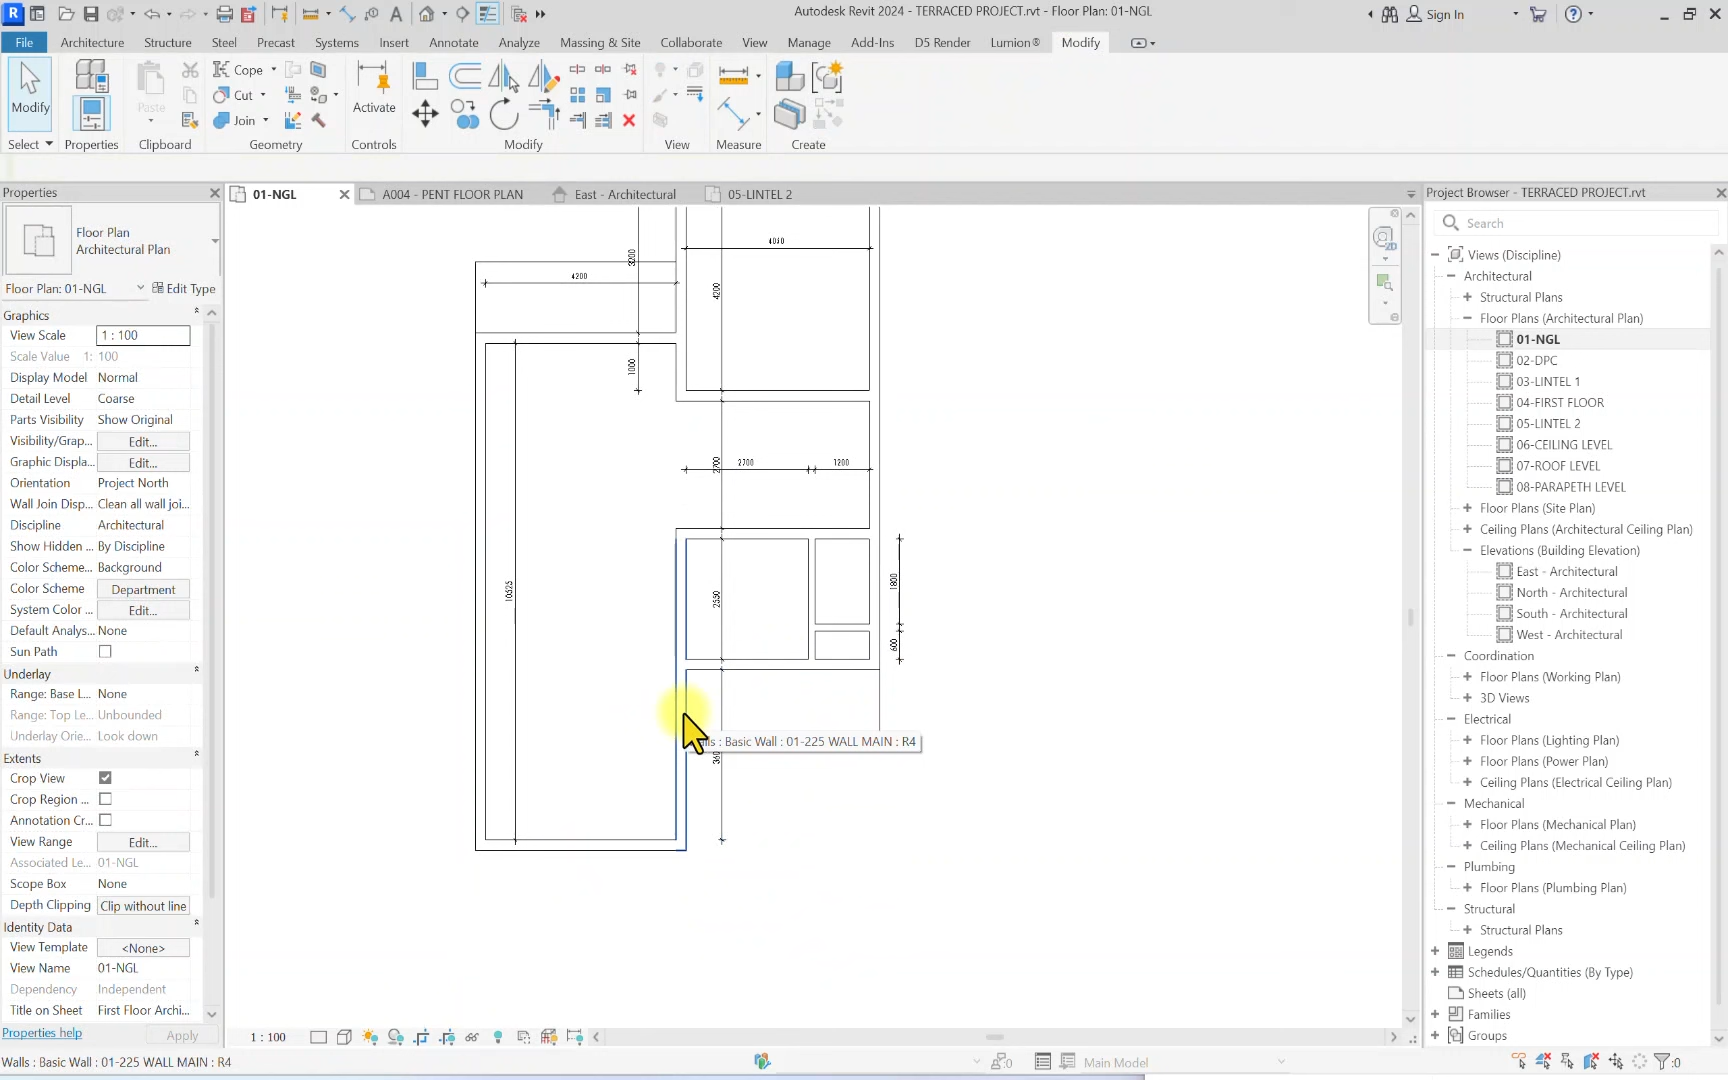 Autodesk Revit 2024 - TERRACED PROJECT.rvt - Floor Plan: 01-NGL
Sign In
File Architecture Structure Steel Precast Systems Insert Annotate Analyze Massing & Site Collaborate View Manage Add-Ins D5 Render Lumion® Modify
Modify
Select
Properties
Paste
Clipboard
Cope
Cut
Join
Geometry
Activate
Controls
Modify
View
Measure
Create
Properties
Floor Plan
Architectural Plan
Floor Plan: 01-NGL
Edit Type
Graphics
View Scale 1 : 100
Scale Value 1: 100
Display Model Normal
Detail Level Coarse
Parts Visibility Show Original
Visibility/Grap... Edit...
Graphic Displa... Edit...
Orientation Project North
Wall Join Disp... Clean all wall joi...
Discipline Architectural
Show Hidden ... By Discipline
Color Scheme... Background
Color Scheme Department
System Color ... Edit...
Default Analys... None
Sun Path
Underlay
Range: Base L... None
Range: Top Le... Unbounded
Underlay Orie... Look down
Extents
Crop View
Crop Region ...
Annotation Cr...
View Range Edit...
Associated Le... 01-NGL
Scope Box None
Depth Clipping Clip without line
Identity Data
View Template <None>
View Name 01-NGL
Dependency Independent
Title on Sheet First Floor Archi...
Properties help
Apply
01-NGL
A004 - PENT FLOOR PLAN
East - Architectural
05-LINTEL 2
3200
4200
4200
1000
2700
2700
1200
10525
1800
600
Basic Wall : 01-225 WALL MAIN : R4
Project Browser - TERRACED PROJECT.rvt
Search
Views (Discipline)
Architectural
Structural Plans
Floor Plans (Architectural Plan)
01-NGL
02-DPC
03-LINTEL 1
04-FIRST FLOOR
05-LINTEL 2
06-CEILING LEVEL
07-ROOF LEVEL
08-PARAPETH LEVEL
Floor Plans (Site Plan)
Ceiling Plans (Architectural Ceiling Plan)
Elevations (Building Elevation)
East - Architectural
North - Architectural
South - Architectural
West - Architectural
Coordination
Floor Plans (Working Plan)
3D Views
Electrical
Floor Plans (Lighting Plan)
Floor Plans (Power Plan)
Ceiling Plans (Electrical Ceiling Plan)
Mechanical
Floor Plans (Mechanical Plan)
Ceiling Plans (Mechanical Ceiling Plan)
Plumbing
Floor Plans (Plumbing Plan)
Structural
Structural Plans
Legends
Schedules/Quantities (By Type)
Sheets (all)
Families
Groups
1 : 100
Walls : Basic Wall : 01-225 WALL MAIN : R4
:0
Main Model
:0